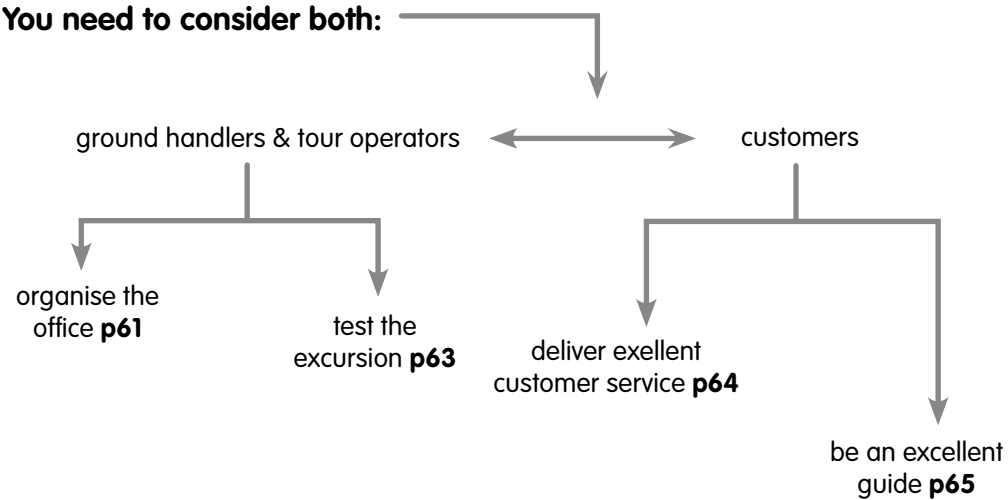 You need to consider both:
ground handlers & tour operators
customers
organise the
office p61
test the
excursion p63
deliver exellent
customer service p64
be an excellent
guide p65